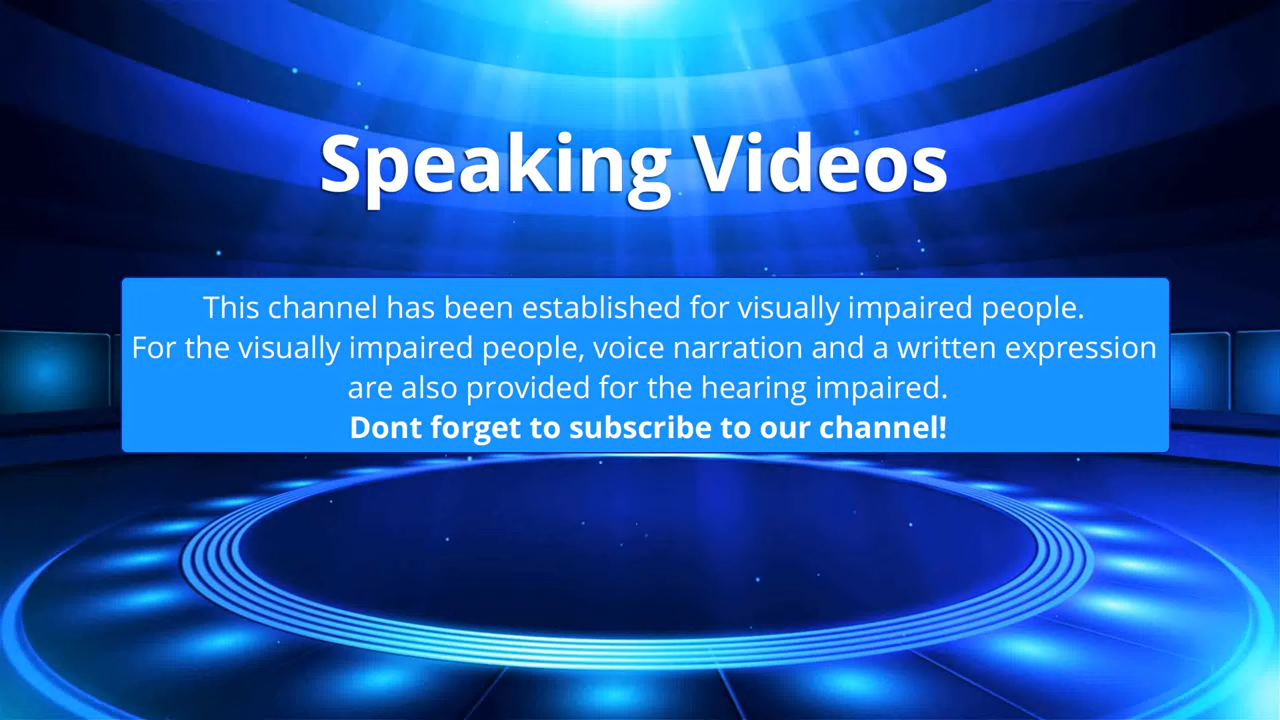 Speaking Videos
This channel has been established for visually impaired people.
For the visually impaired people, voice narration and a written expression
are also provided for the hearing impaired.
Dont forget to subscribe to our channel!